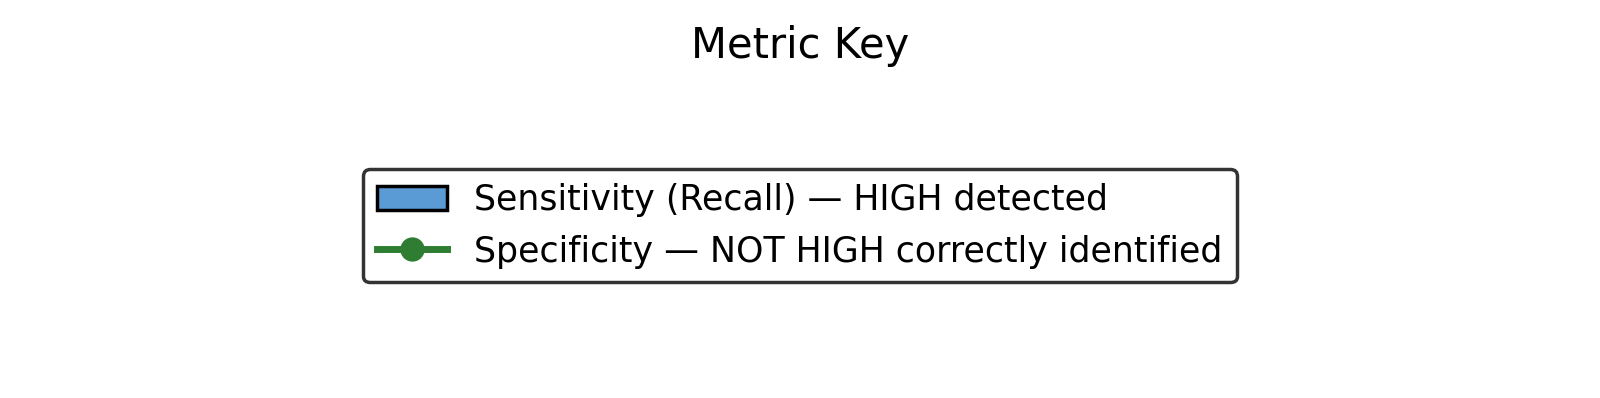 Metric Key
Sensitivity (Recall) — HIGH detected
Specificity — NOT HIGH correctly identified